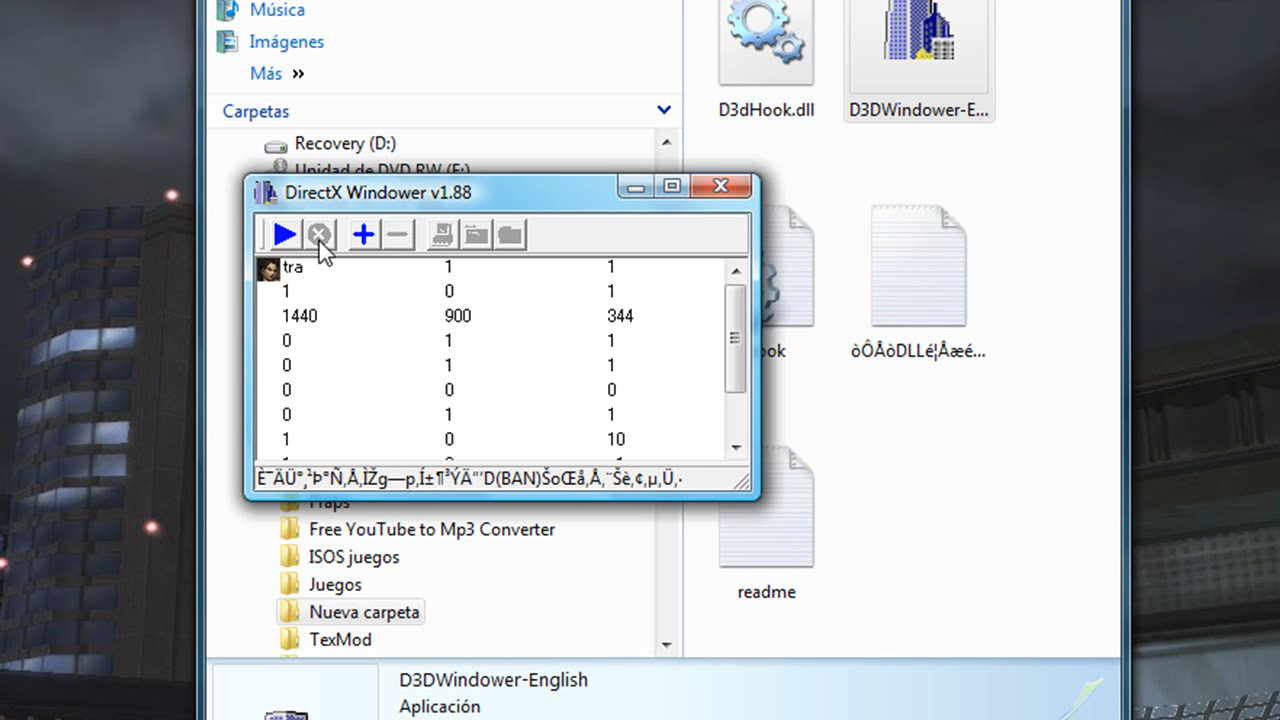 Música
Imágenes
Más »
Carpetas
D3dHook.dll
D3DWindower-E...
Recovery (D:)
Unidad de DVD RW (E:)
DirectX Windower v1.88
tra 1 1
1 0 1
1440 900 344
0 1 1
0 1 1
0 0 0
0 1 1
1 0 10
òÔÅòDLLé¦Åæé...
Fraps
Free YouTube to Mp3 Converter
ISOS juegos
Juegos
Nueva carpeta
TexMod
readme
D3DWindower-English
Aplicación